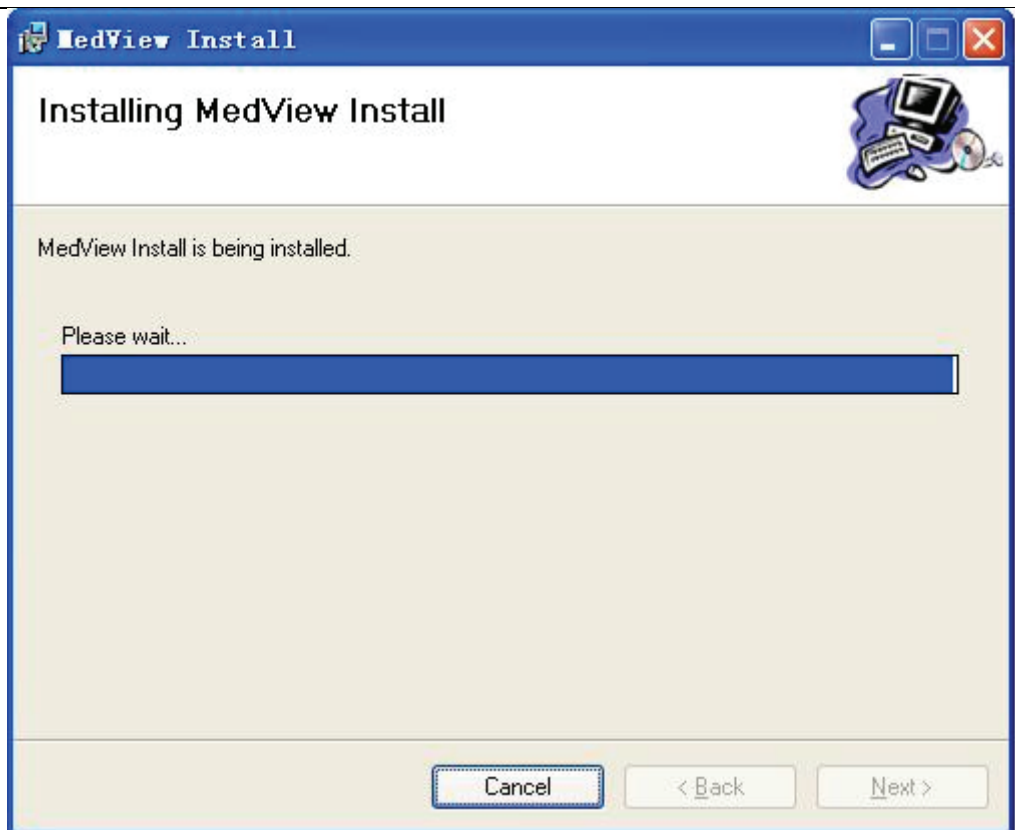 MedView Install
Installing MedView Install
MedView Install is being installed.
Please wait...
Cancel
< Back
Next >